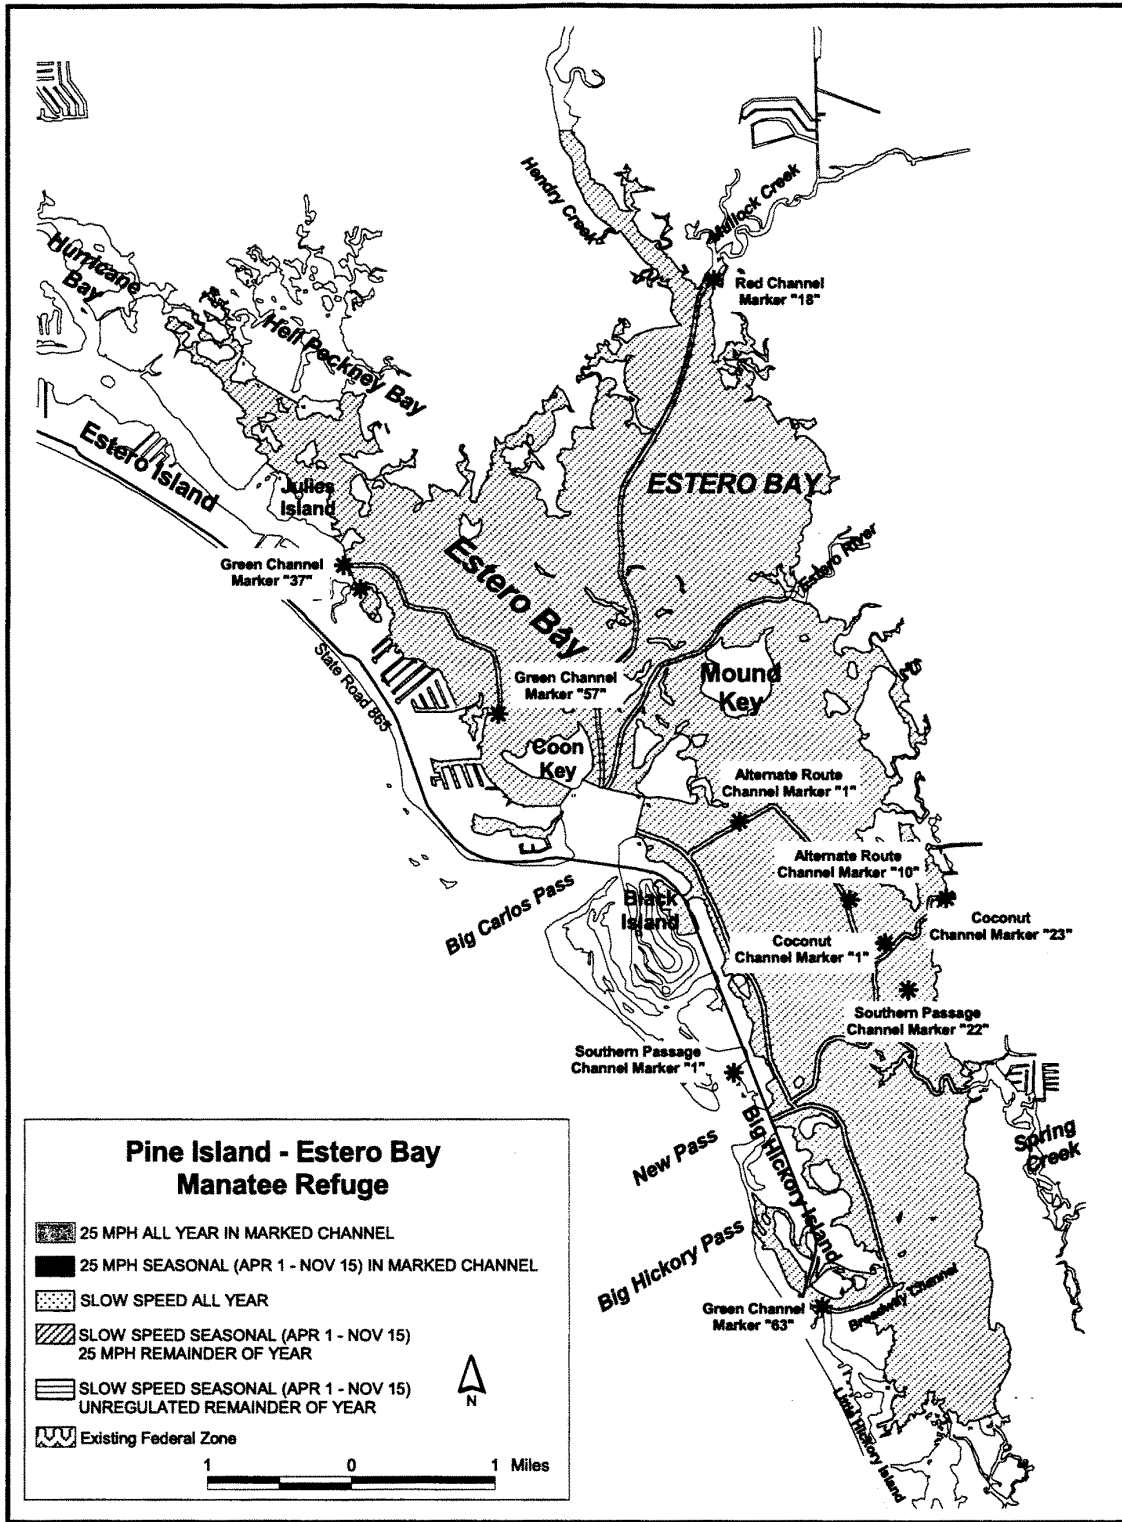 Hendry Creek
Mullock Creek
Red Channel
Marker "18"
Hurricane
Bay
Hell Peckney Bay
Estero Island
Julies
Island
ESTERO BAY
Estero Bay
Estero River
Green Channel
Marker "37"
State Road 865
Green Channel
Marker "57"
Mound
Key
Coon
Key
Alternate Route
Channel Marker "1"
Alternate Route
Channel Marker "10"
Big Carlos Pass
Black
Island
Coconut
Channel Marker "1"
Coconut
Channel Marker "23"
Southern Passage
Channel Marker "22"
Southern Passage
Channel Marker "1"
New Pass
Big Hickory Island
Spring
Creek
Big Hickory Pass
Green Channel
Marker "63"
Broadway Channel
Little Hickory Island
Pine Island - Estero Bay
Manatee Refuge
25 MPH ALL YEAR IN MARKED CHANNEL
25 MPH SEASONAL (APR 1 - NOV 15) IN MARKED CHANNEL
SLOW SPEED ALL YEAR
SLOW SPEED SEASONAL (APR 1 - NOV 15)
25 MPH REMAINDER OF YEAR
SLOW SPEED SEASONAL (APR 1 - NOV 15)
UNREGULATED REMAINDER OF YEAR
Existing Federal Zone
N
1 0 1 Miles